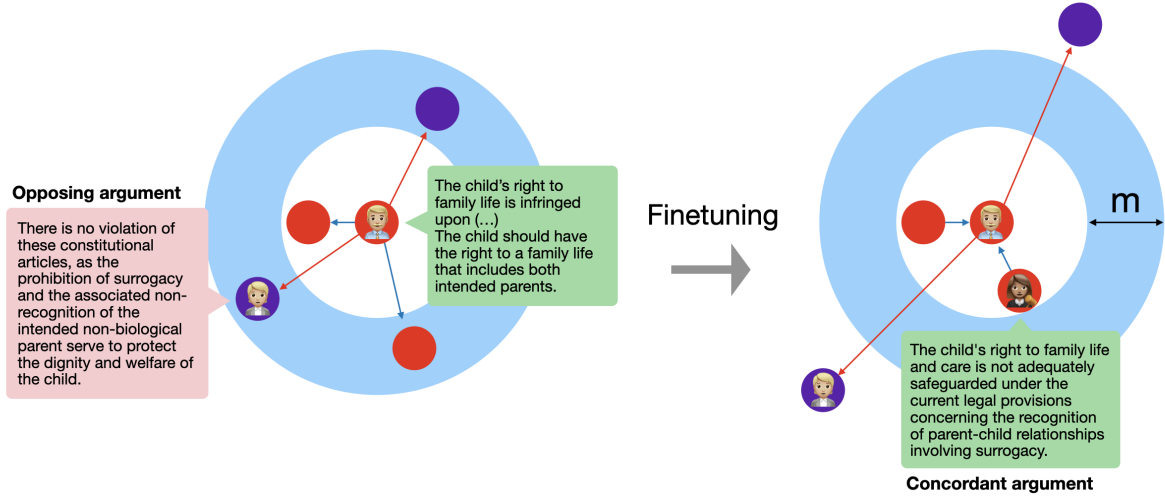 Opposing argument
There is no violation of
these constitutional
articles, as the
prohibition of surrogacy
and the associated non-
recognition of the
intended non-biological
parent serve to protect
the dignity and welfare of
the child.
The child’s right to
family life is infringed
upon (...)
The child should have
the right to a family life
that includes both
intended parents.
Finetuning
m
The child's right to family life
and care is not adequately
safeguarded under the
current legal provisions
concerning the recognition
of parent-child relationships
involving surrogacy.
Concordant argument